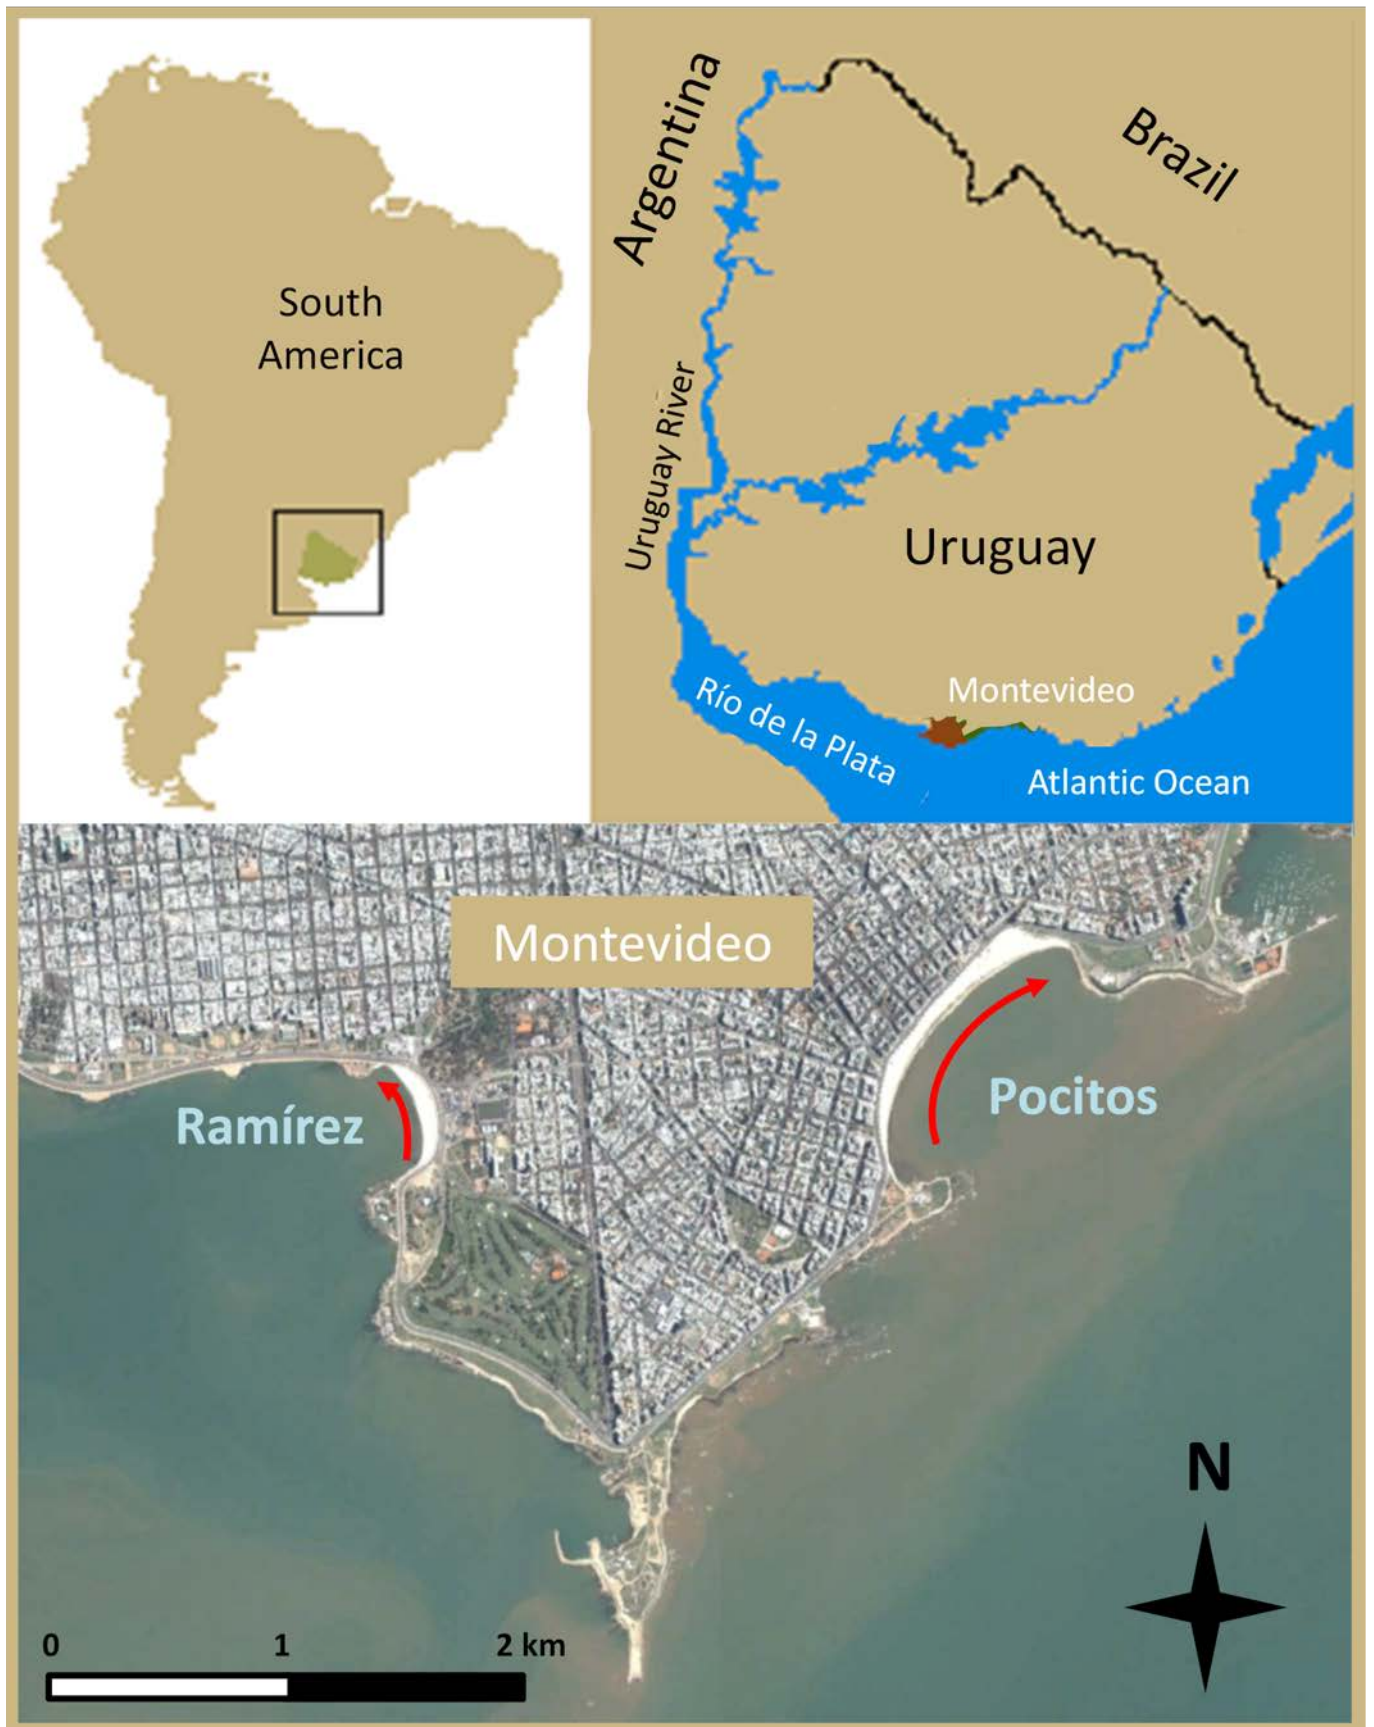 South
America
Argentina
Brazil
Uruguay River
Uruguay
Montevideo
Río de la Plata
Atlantic Ocean
Montevideo
Ramírez
Pocitos
N
0 1 2 km